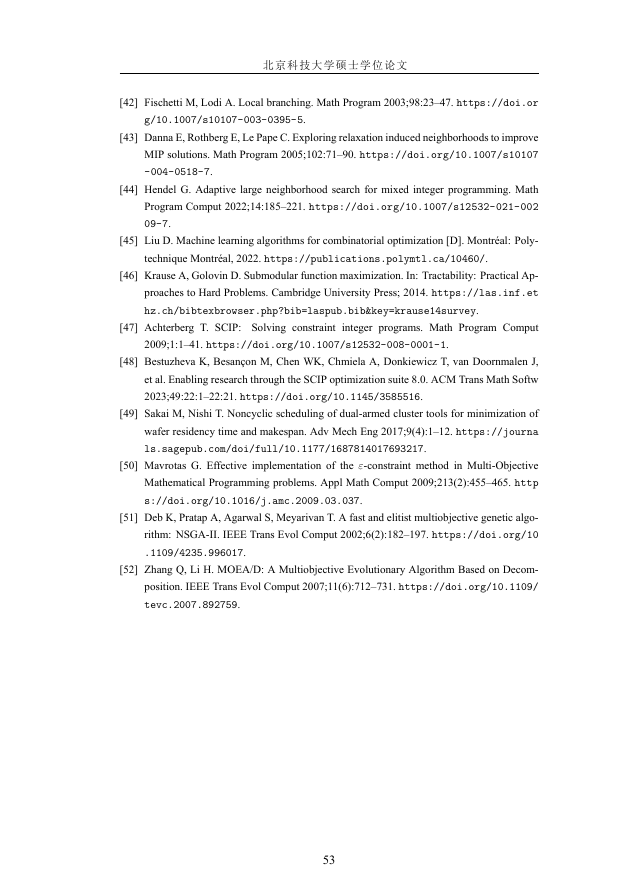 北京科技大学硕士学位论文
[42] Fischetti M, Lodi A. Local branching. Math Program 2003;98:23–47. https://doi.or
g/10.1007/s10107-003-0395-5.
[43] Danna E, Rothberg E, Le Pape C. Exploring relaxation induced neighborhoods to improve
MIP solutions. Math Program 2005;102:71–90. https://doi.org/10.1007/s10107
-004-0518-7.
[44] Hendel G. Adaptive large neighborhood search for mixed integer programming. Math
Program Comput 2022;14:185–221. https://doi.org/10.1007/s12532-021-002
09-7.
[45] Liu D. Machine learning algorithms for combinatorial optimization [D]. Montréal: Poly-
technique Montréal, 2022. https://publications.polymtl.ca/10460/.
[46] Krause A, Golovin D. Submodular function maximization. In: Tractability: Practical Ap-
proaches to Hard Problems. Cambridge University Press; 2014. https://las.inf.et
hz.ch/bibtexbrowser.php?bib=laspub.bib&key=krause14survey.
[47] Achterberg T. SCIP: Solving constraint integer programs. Math Program Comput
2009;1:1–41. https://doi.org/10.1007/s12532-008-0001-1.
[48] Bestuzheva K, Besançon M, Chen WK, Chmiela A, Donkiewicz T, van Doornmalen J,
et al. Enabling research through the SCIP optimization suite 8.0. ACM Trans Math Softw
2023;49:22:1–22:21. https://doi.org/10.1145/3585516.
[49] Sakai M, Nishi T. Noncyclic scheduling of dual-armed cluster tools for minimization of
wafer residency time and makespan. Adv Mech Eng 2017;9(4):1–12. https://journa
ls.sagepub.com/doi/full/10.1177/1687814017693217.
[50] Mavrotas G. Effective implementation of the ε-constraint method in Multi-Objective
Mathematical Programming problems. Appl Math Comput 2009;213(2):455–465. http
s://doi.org/10.1016/j.amc.2009.03.037.
[51] Deb K, Pratap A, Agarwal S, Meyarivan T. A fast and elitist multiobjective genetic algo-
rithm: NSGA-II. IEEE Trans Evol Comput 2002;6(2):182–197. https://doi.org/10
.1109/4235.996017.
[52] Zhang Q, Li H. MOEA/D: A Multiobjective Evolutionary Algorithm Based on Decom-
position. IEEE Trans Evol Comput 2007;11(6):712–731. https://doi.org/10.1109/
tevc.2007.892759.
53